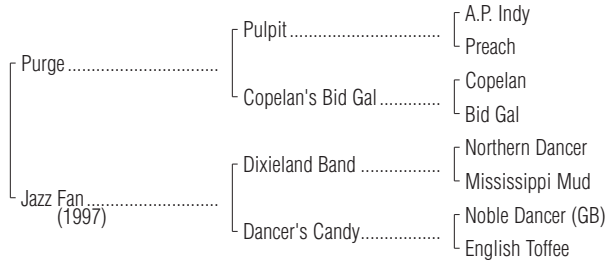 A.P. Indy
Pulpit
Preach
Purge
Copelan
Copelan's Bid Gal
Bid Gal
Northern Dancer
Dixieland Band
Mississippi Mud
Jazz Fan
(1997)
Noble Dancer (GB)
Dancer's Candy
English Toffee